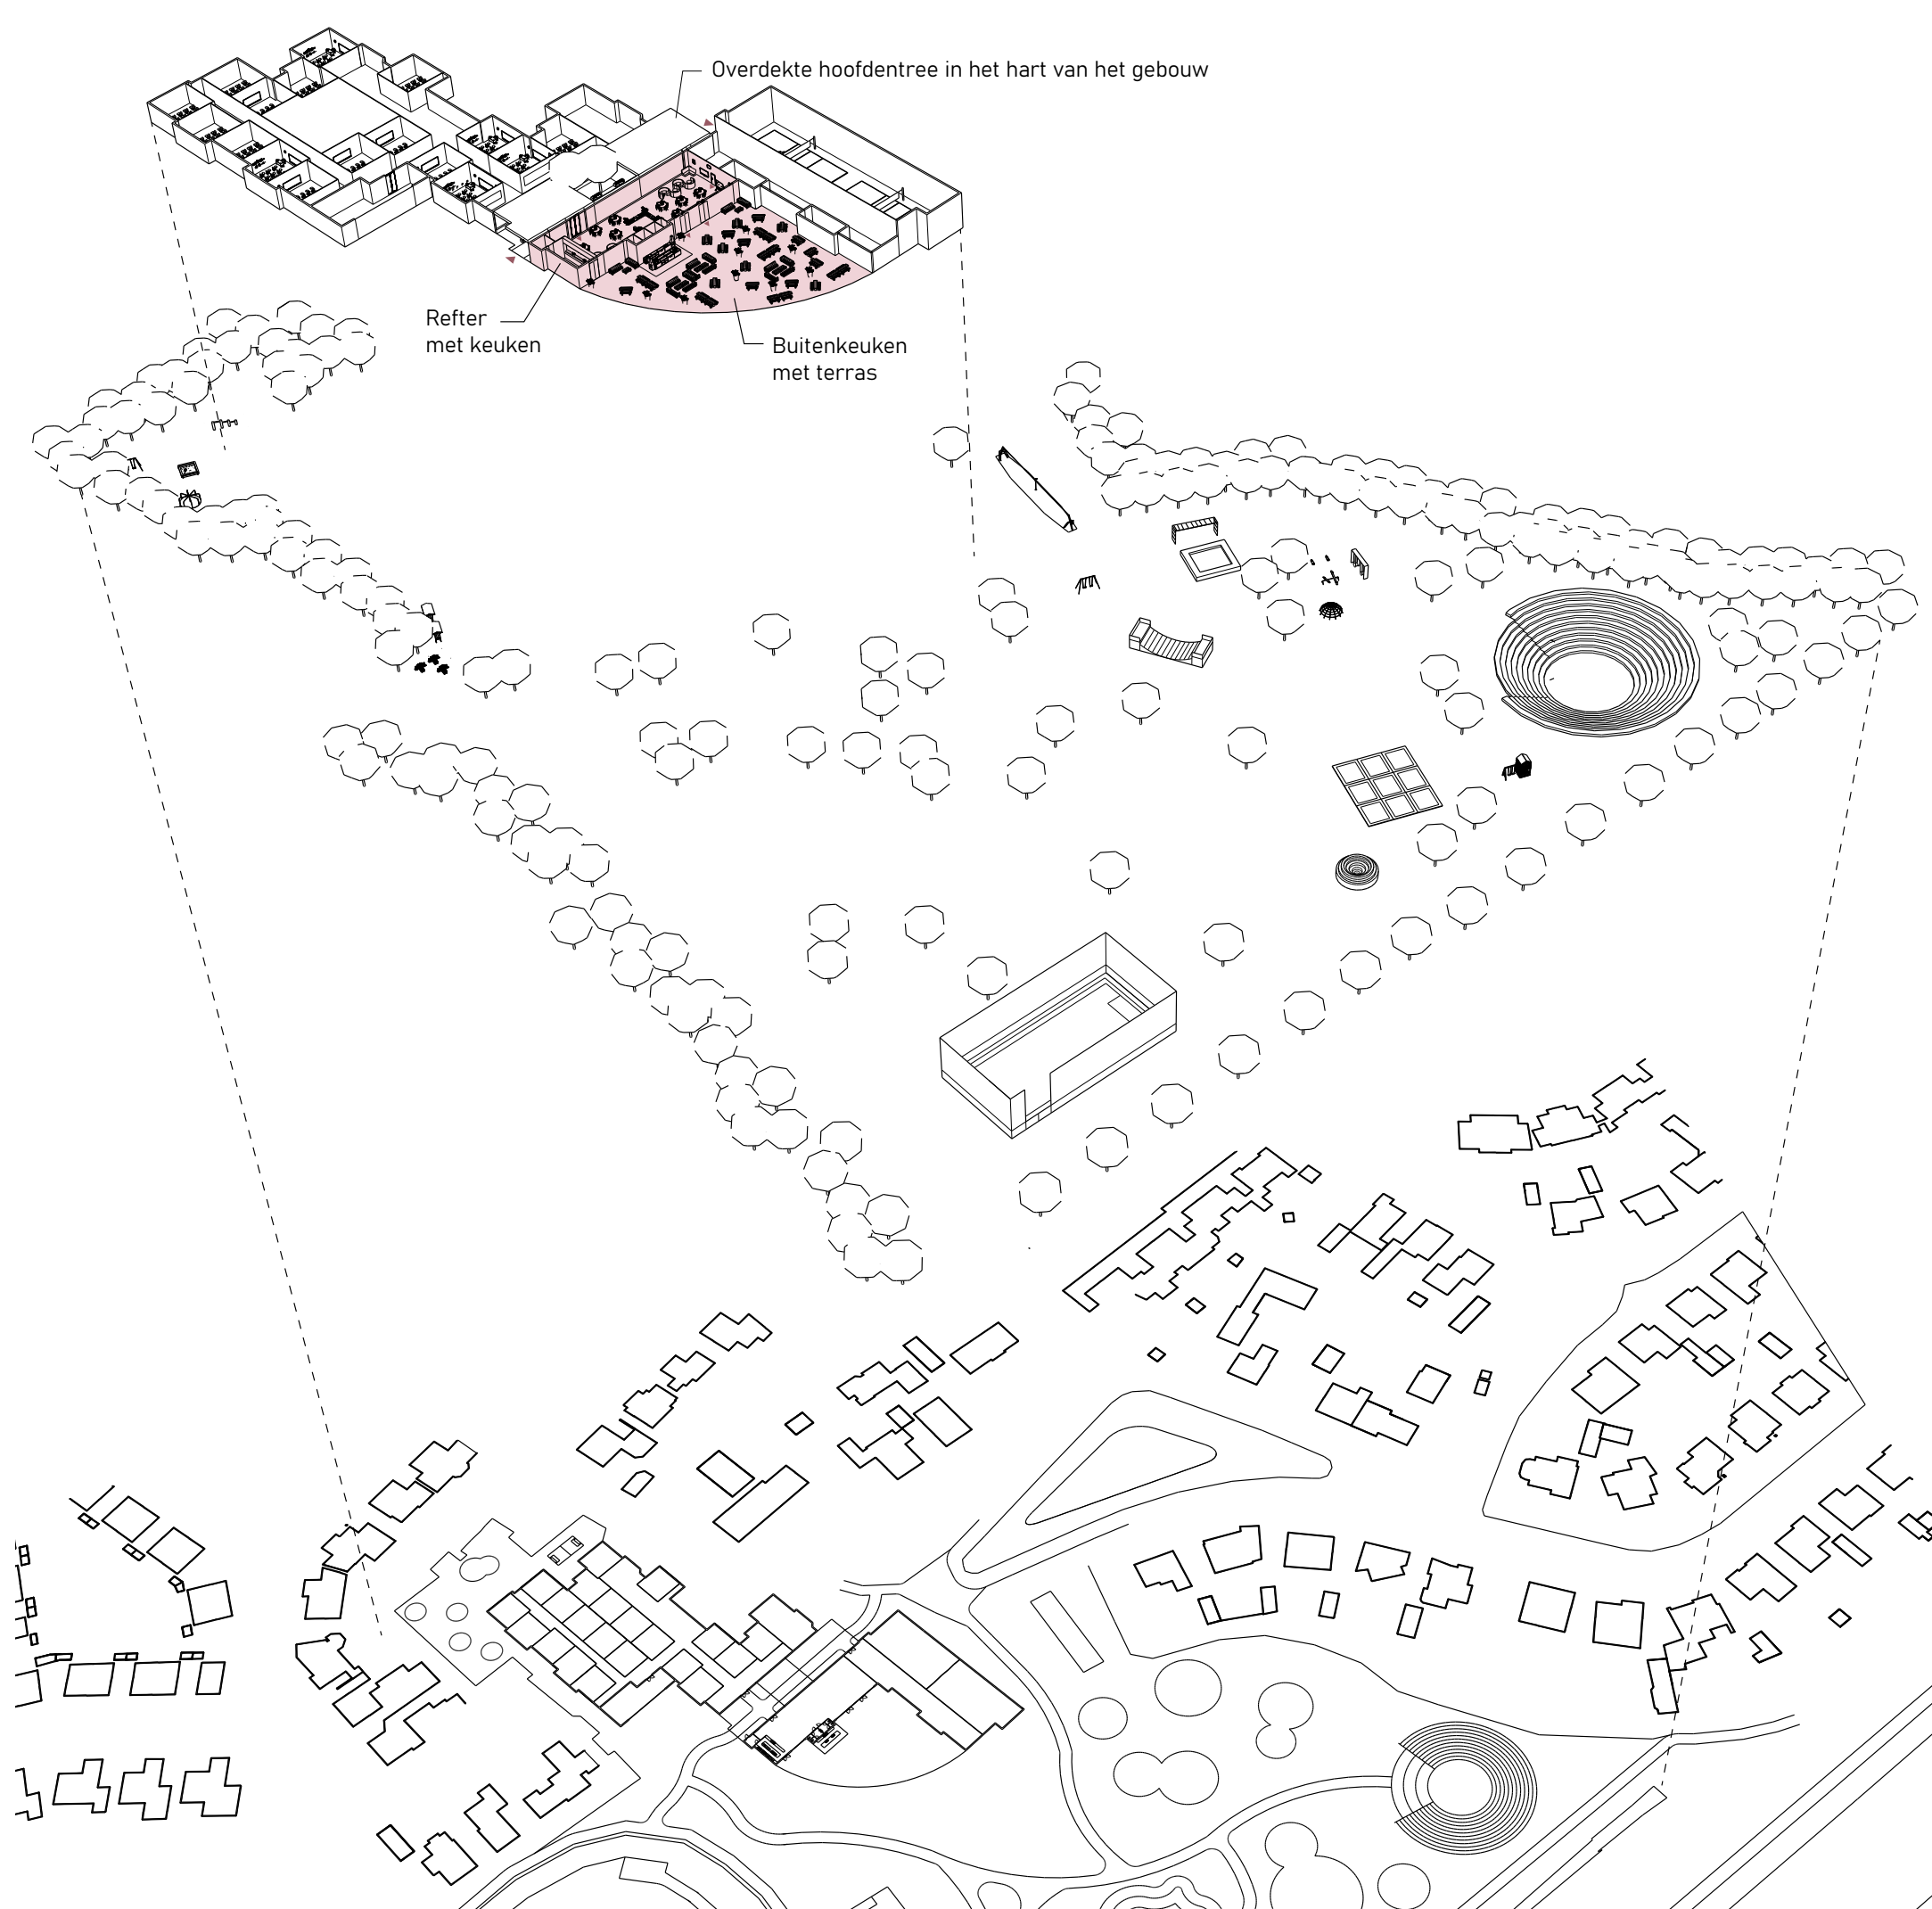 Overdekte hoofdentree in het hart van het gebouw
Refter
met keuken
Buitenkeuken
met terras